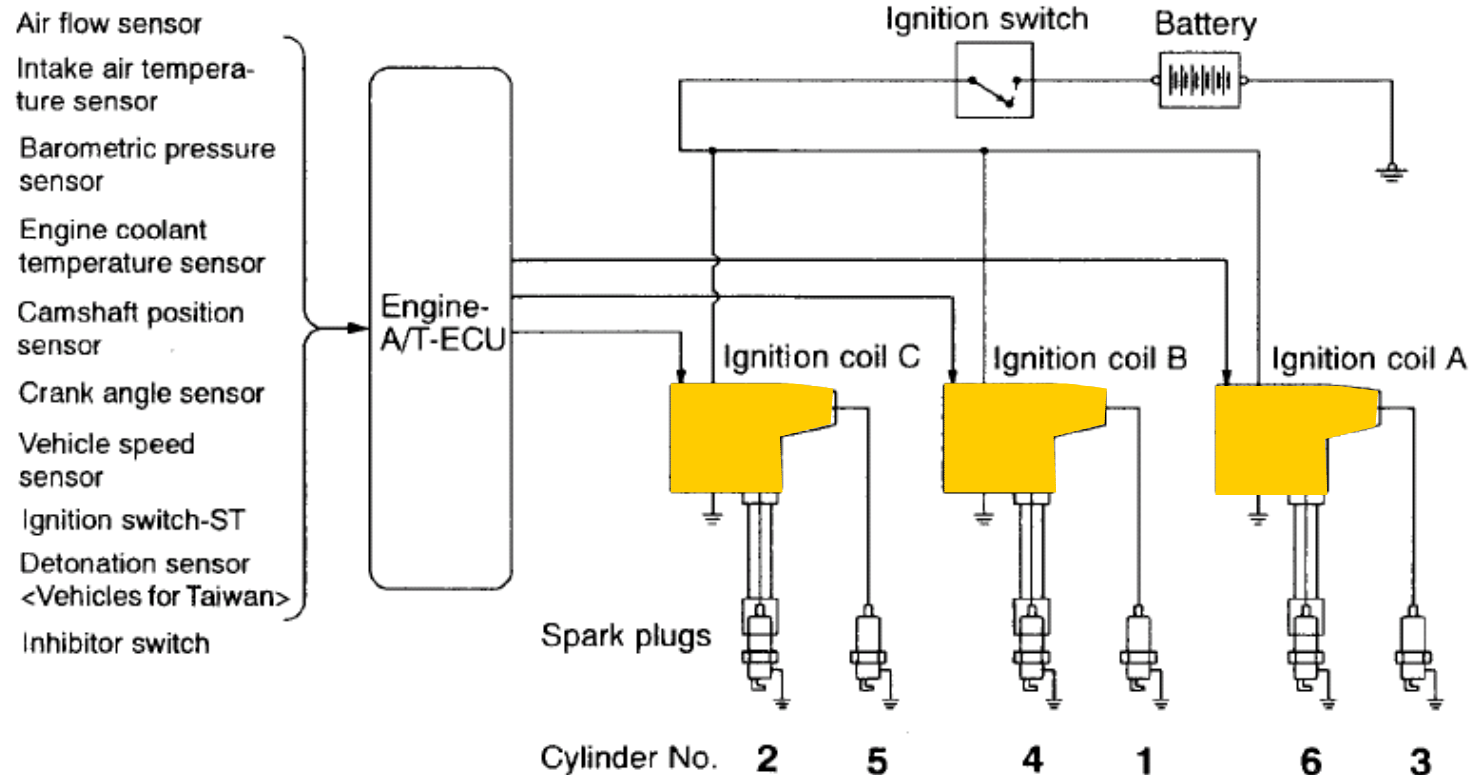 Air flow sensor
Intake air tempera-
ture sensor
Barometric pressure
sensor
Engine coolant
temperature sensor
Camshaft position
sensor
Crank angle sensor
Vehicle speed
sensor
Ignition switch-ST
Detonation sensor
<Vehicles for Taiwan>
Inhibitor switch
Engine-
A/T-ECU
Ignition switch
Battery
Ignition coil C
Ignition coil B
Ignition coil A
Spark plugs
Cylinder No. 2 5 4 1 6 3